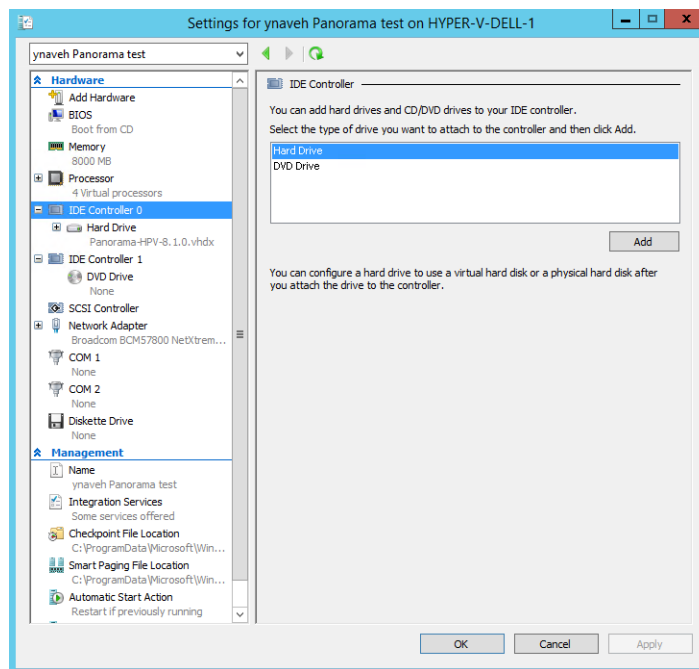 Settings for ynaveh Panorama test on HYPER-V-DELL-1
ynaveh Panorama test
Hardware
Add Hardware
BIOS
Boot from CD
Memory
8000 MB
Processor
4 Virtual processors
IDE Controller 0
Hard Drive
Panorama-HPV-8.1.0.vhdx
IDE Controller 1
DVD Drive
None
SCSI Controller
Network Adapter
Broadcom BCM57800 NetXtrem...
COM 1
None
COM 2
None
Diskette Drive
None
Management
Name
ynaveh Panorama test
Integration Services
Some services offered
Checkpoint File Location
C:\ProgramData\Microsoft\Win...
Smart Paging File Location
C:\ProgramData\Microsoft\Win...
Automatic Start Action
Restart if previously running
IDE Controller
You can add hard drives and CD/DVD drives to your IDE controller.
Select the type of drive you want to attach to the controller and then click Add.
Hard Drive
DVD Drive
Add
You can configure a hard drive to use a virtual hard disk or a physical hard disk after
you attach the drive to the controller.
OK
Cancel
Apply